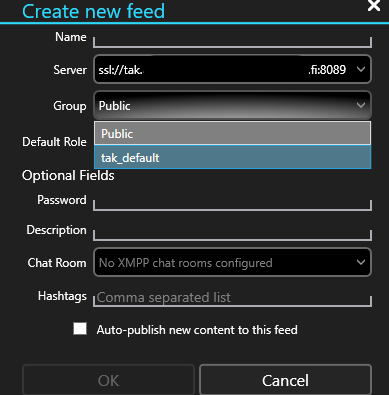 Create new feed
Name
Server ssl://tak. .fi:8089
Group Public
Public
Default Role
tak_default
Optional Fields
Password
Description
Chat Room No XMPP chat rooms configured
Hashtags Comma separated list
Auto-publish new content to this feed
OK Cancel